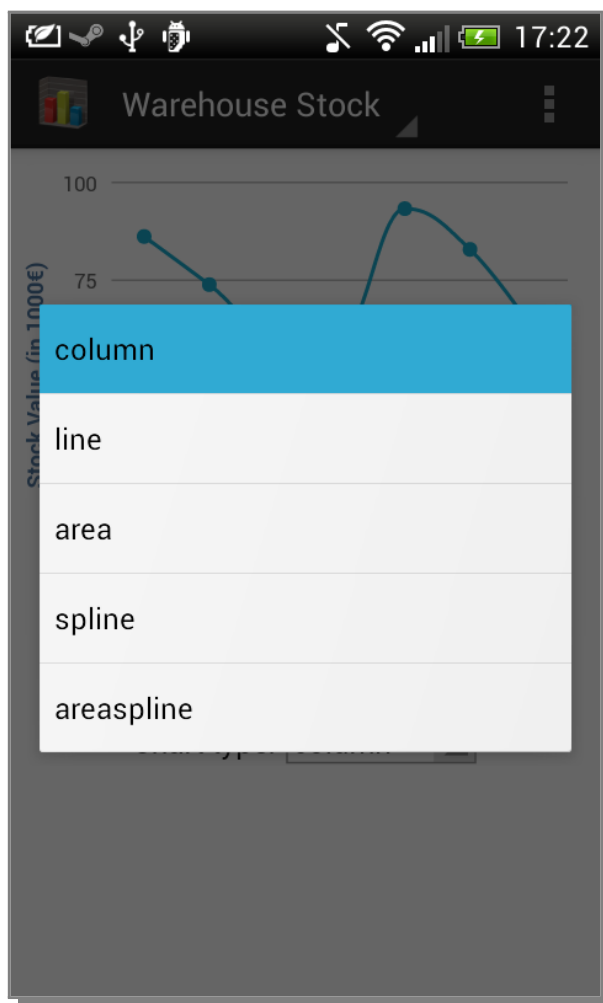 17:22
Warehouse Stock
100
75
Stock Value (in 1000€)
column
line
area
spline
areaspline